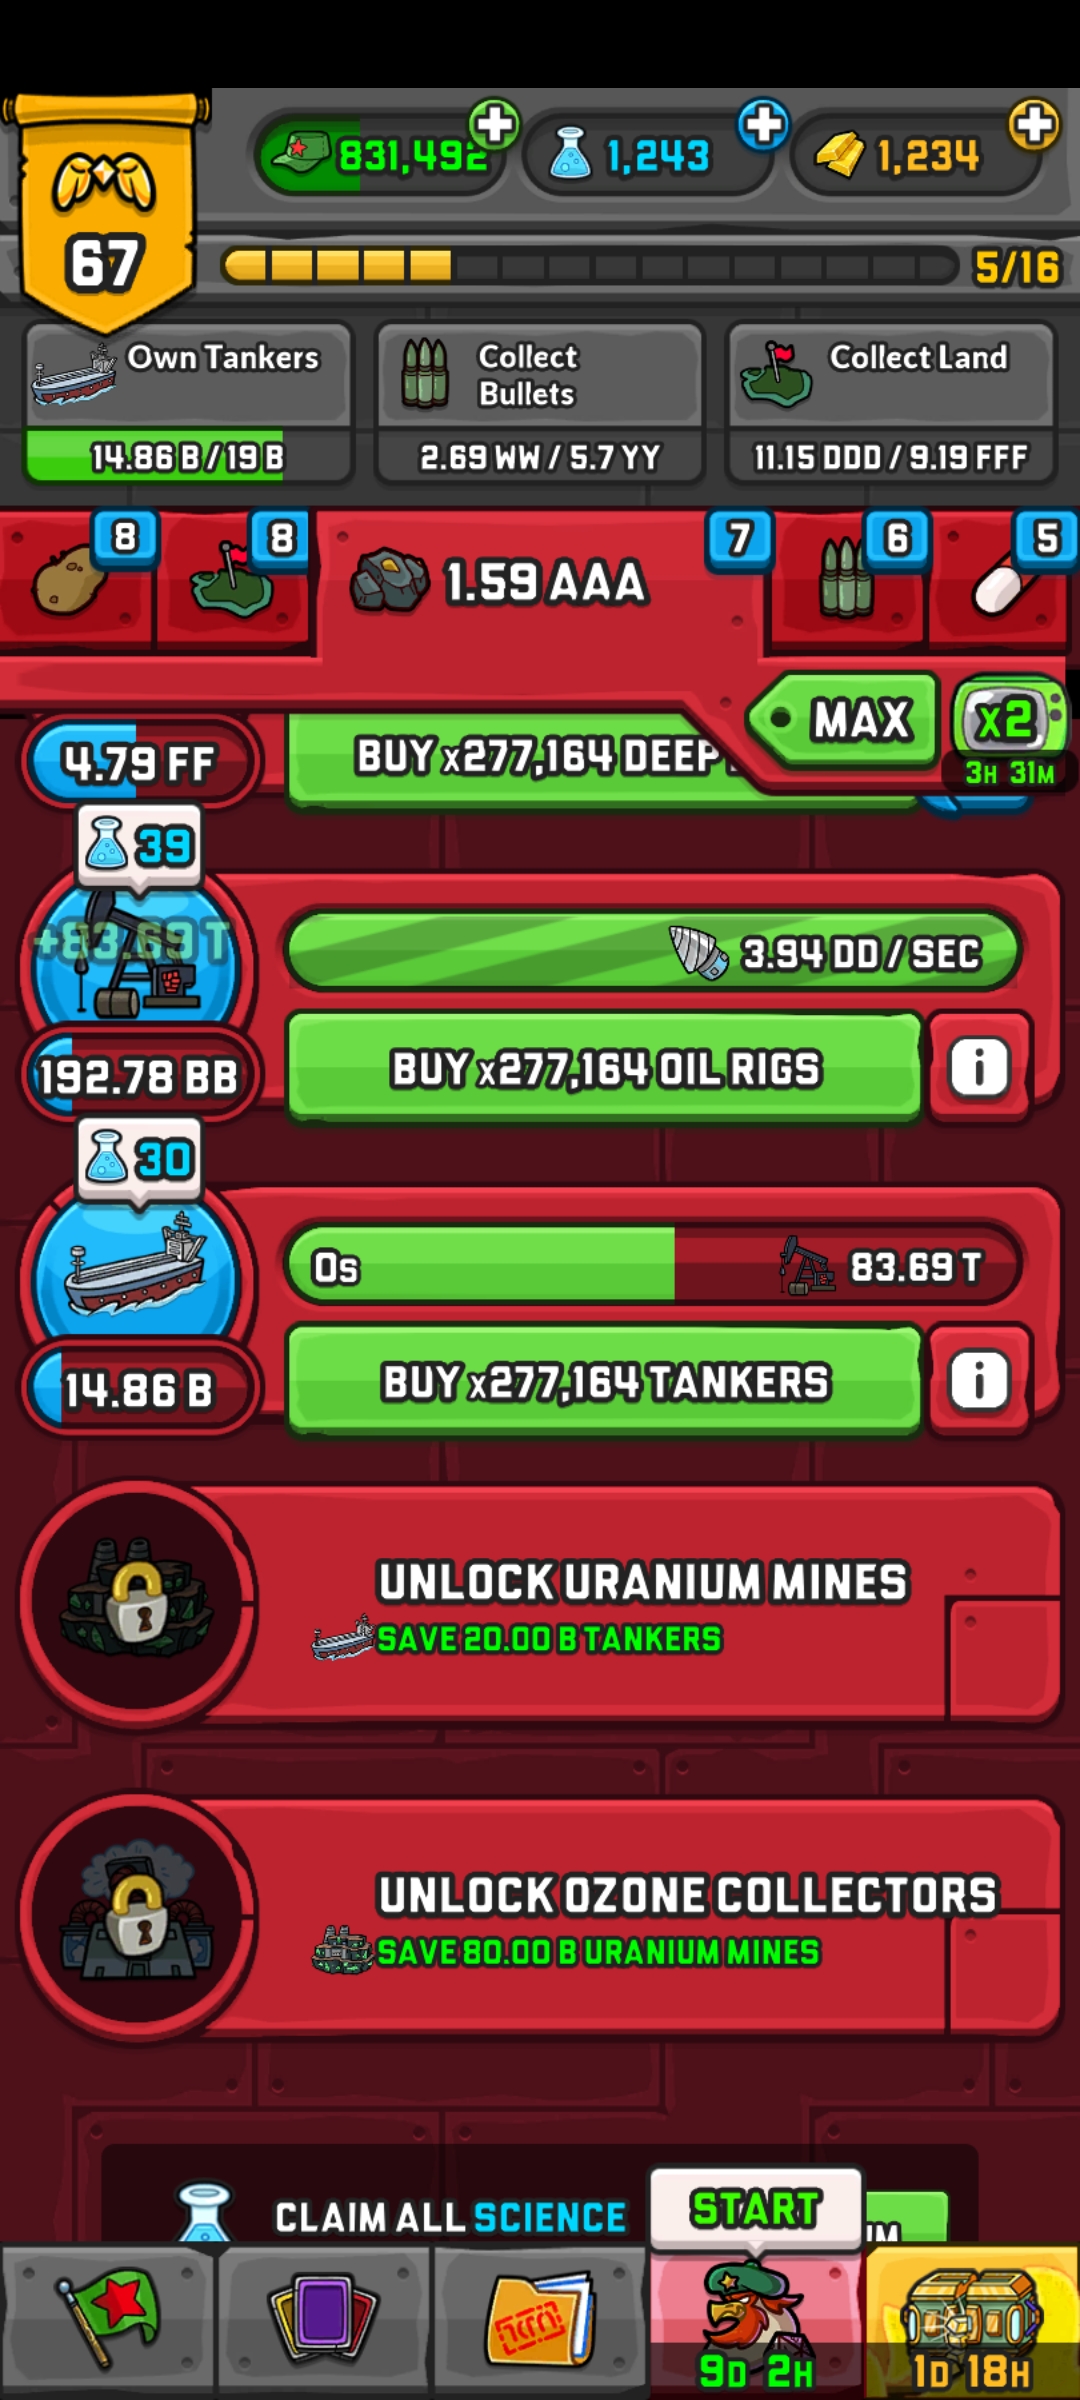 831,492
1,243
1,234
67
5/16
Own Tankers
14.86 B / 19 B
Collect
Bullets
2.69 WW / 5.7 YY
Collect Land
11.15 DDD / 9.19 FFF
8
8
1.59 AAA
7
6
5
MAX
x2
3H 31M
4.79 FF
BUY x277,164 DEEP
39
+83.69 T
3.94 DD / SEC
192.78 BB
BUY x277,164 OIL RIGS
i
30
0s
83.69 T
14.86 B
BUY x277,164 TANKERS
i
UNLOCK URANIUM MINES
SAVE 20.00 B TANKERS
UNLOCK OZONE COLLECTORS
SAVE 80.00 B URANIUM MINES
CLAIM ALL SCIENCE
START
9D 2H
1D 18H